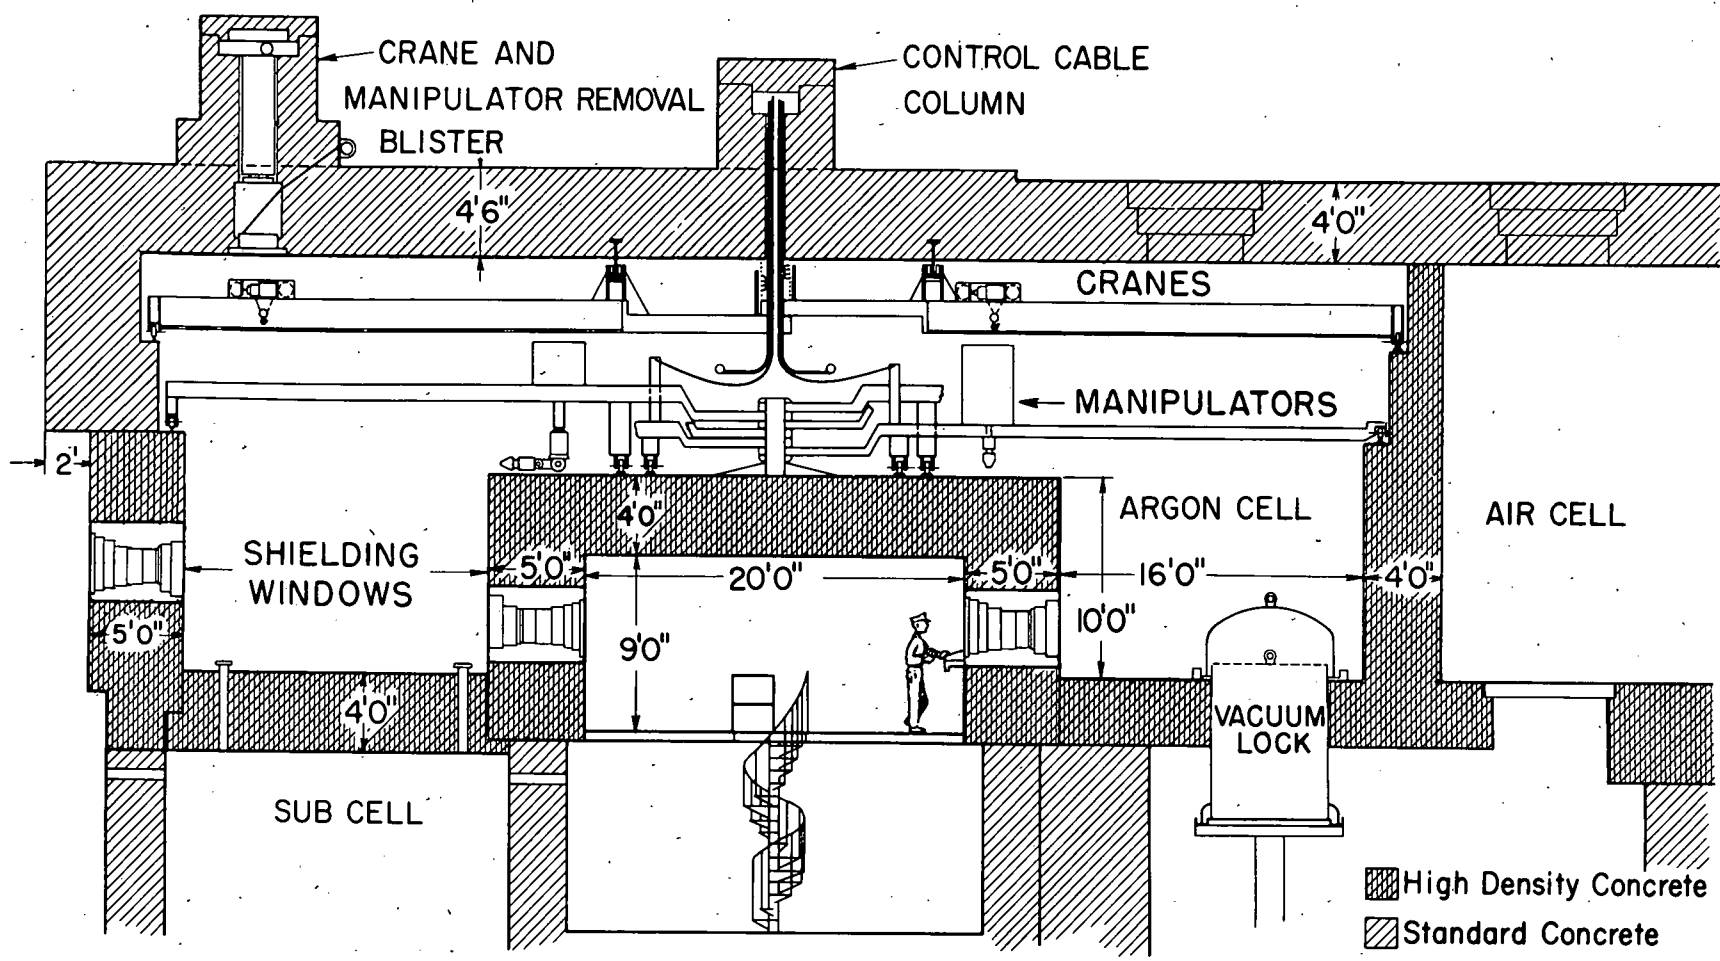 CRANE AND
MANIPULATOR REMOVAL
BLISTER
CONTROL CABLE
COLUMN
4'6"
4'0"
CRANES
MANIPULATORS
2'
4'0"
ARGON CELL
AIR CELL
SHIELDING
WINDOWS
5'0"
20'0"
5'0"
16'0"
4'0"
5'0"
9'0"
10'0"
4'0"
VACUUM
LOCK
SUB CELL
High Density Concrete
Standard Concrete